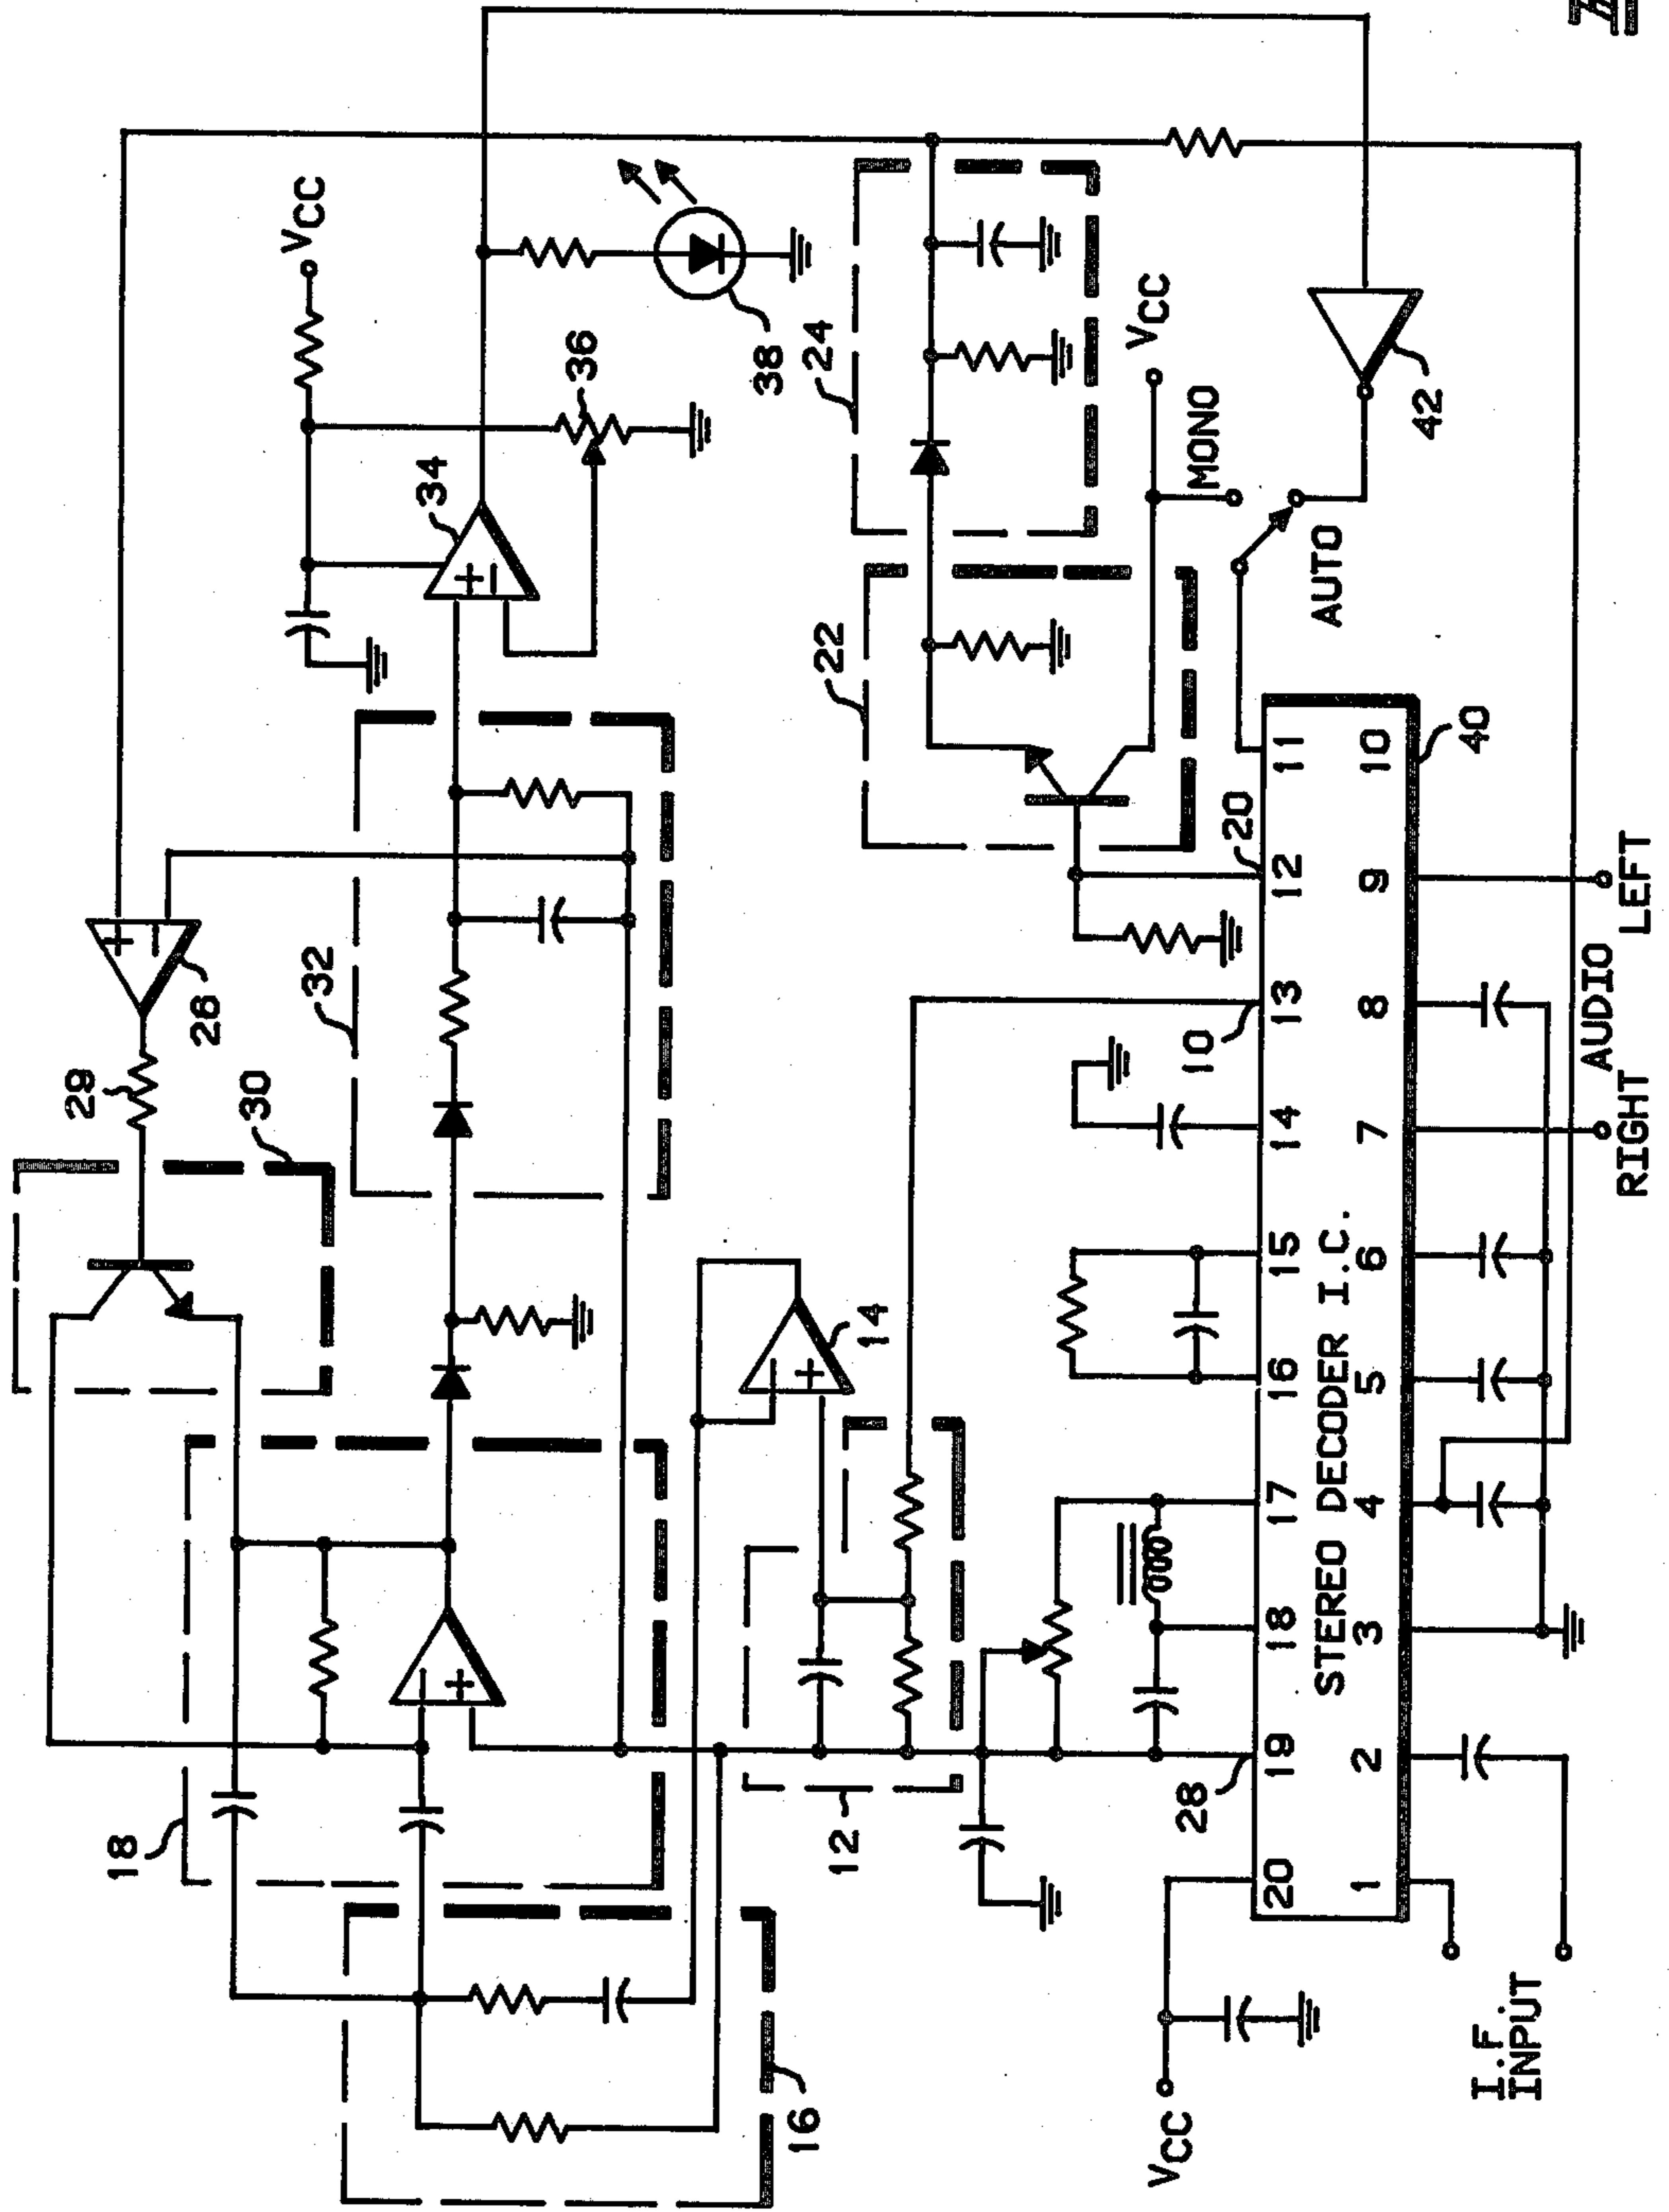 29
18
30
26
VCC
32
34
36
38
16
24
22
12
14
VCC
VCC
MONO
28
10
20
AUTO
20 19 18 17 16 15 14 13 12 11
STEREO DECODER I.C.
1 2 3 4 5 6 7 8 9 10
42
40
I.F.
INPUT
AUDIO
RIGHT LEFT